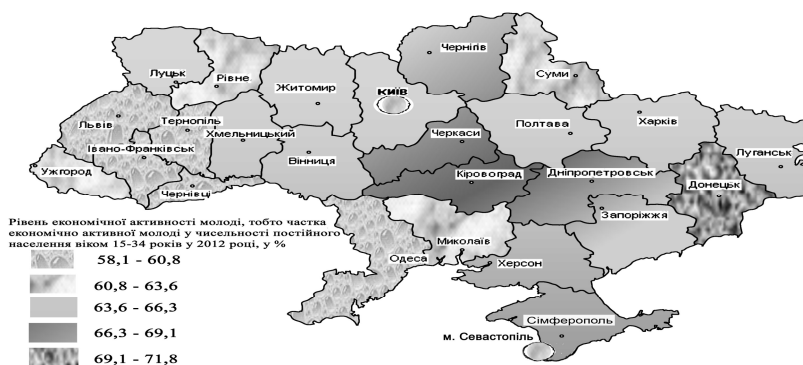 Чернігів
Луцьк
Рівне
Суми
Житомир
київ
Львів
Тернопіль
Хмельницький
Черкаси
Полтава
Харків
Івано-Франківськ
Вінниця
Луганськ
Ужгород
Чернівці
Кіровоград
Дніпропетровськ
Донецьк
Запоріжжя
Рівень економічної активності молоді, тобто частка
економічно активної молоді у чисельності постійного
населення віком 15-34 років у 2012 році, у %
Миколаїв
Одеса
Херсон
58,1 - 60,8
60,8 - 63,6
63,6 - 66,3
66,3 - 69,1
69,1 - 71,8
Сімферополь
м. Севастопіль